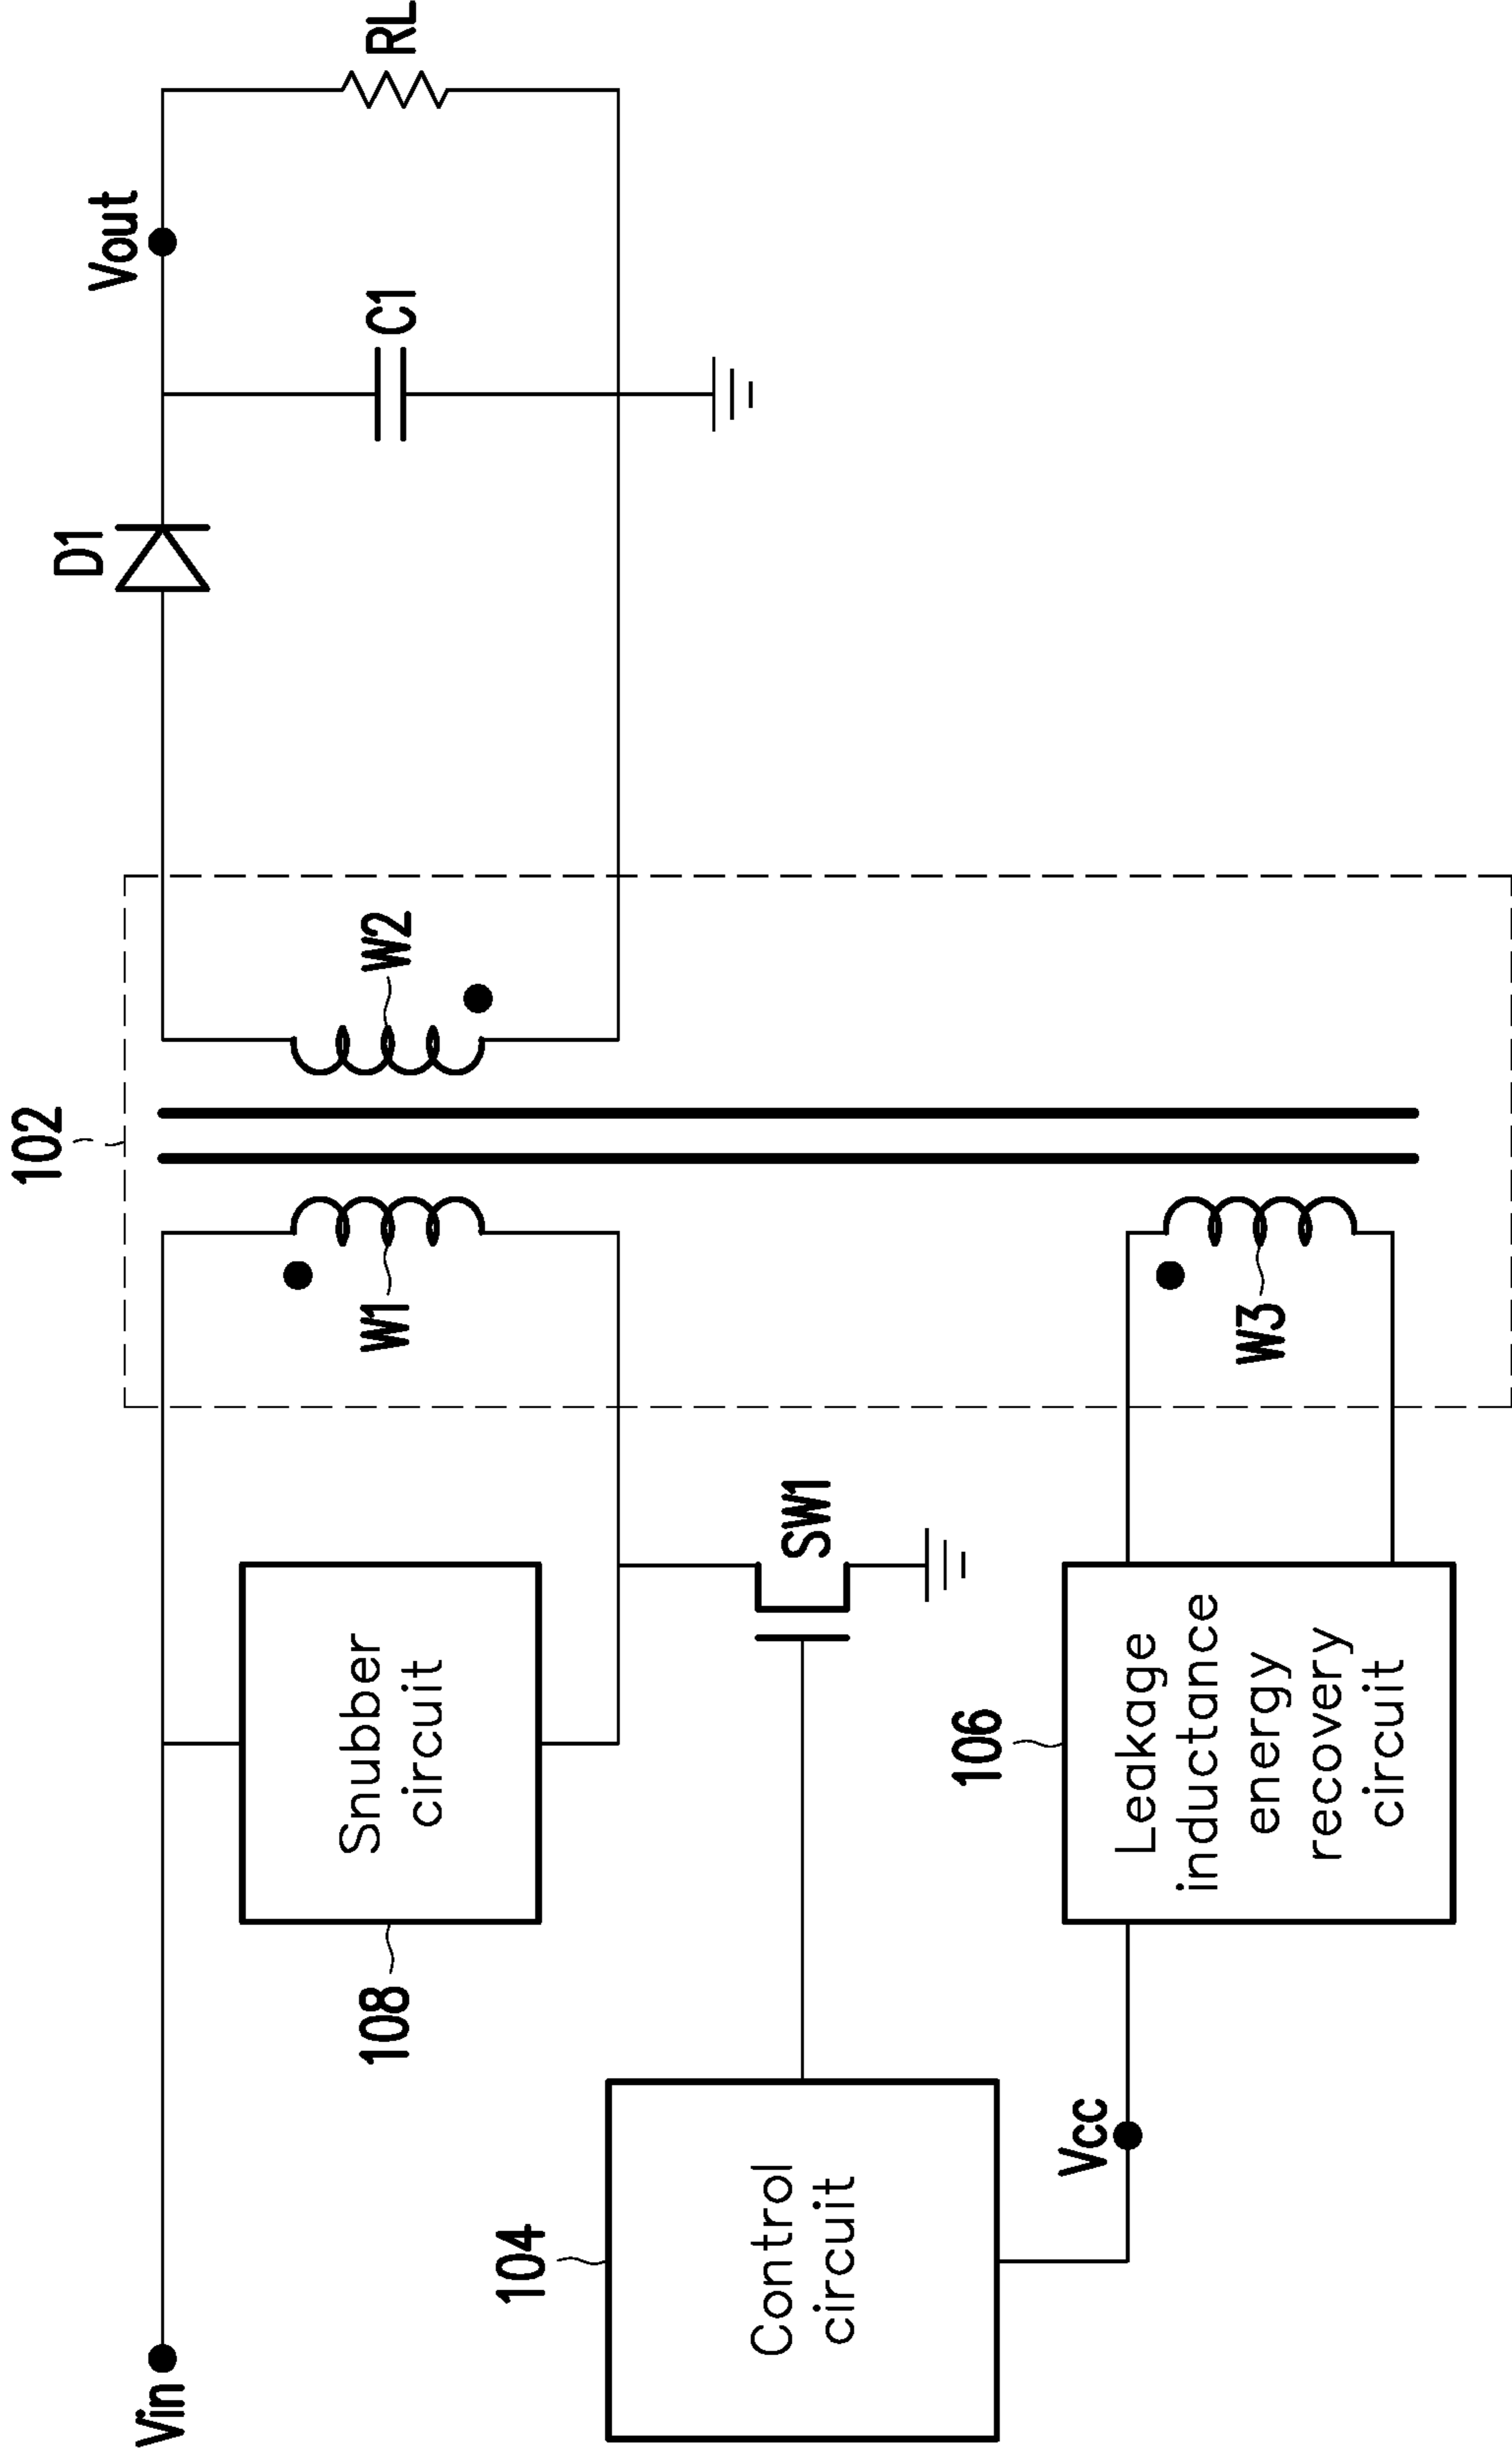 102
D1
Vout
Vin
108
Snubber
circuit
W1
W2
C1
RL
104
Control
circuit
SW1
Vcc
106
Leakage
inductance
energy
recovery
circuit
W3